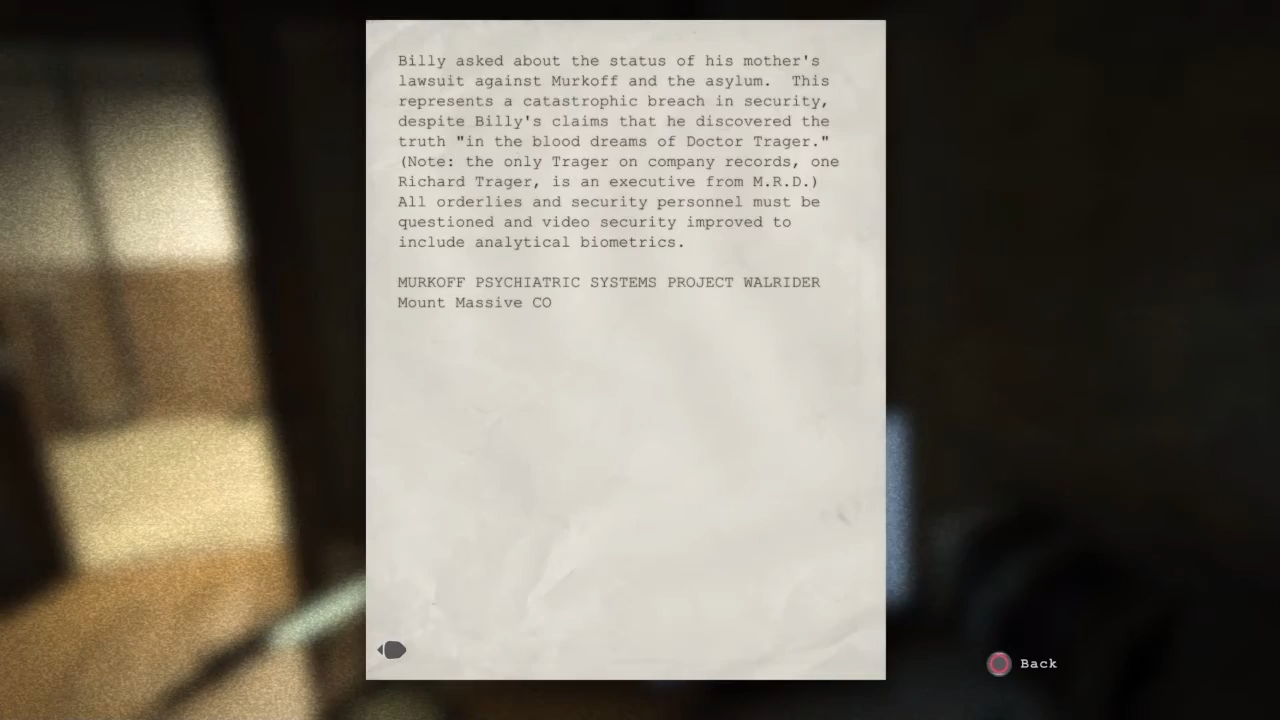 Billy asked about the status of his mother's
lawsuit against Murkoff and the asylum.  This
represents a catastrophic breach in security,
despite Billy's claims that he discovered the
truth "in the blood dreams of Doctor Trager."
(Note: the only Trager on company records, one
Richard Trager, is an executive from M.R.D.)
All orderlies and security personnel must be
questioned and video security improved to
include analytical biometrics.

MURKOFF PSYCHIATRIC SYSTEMS PROJECT WALRIDER
Mount Massive CO
Back